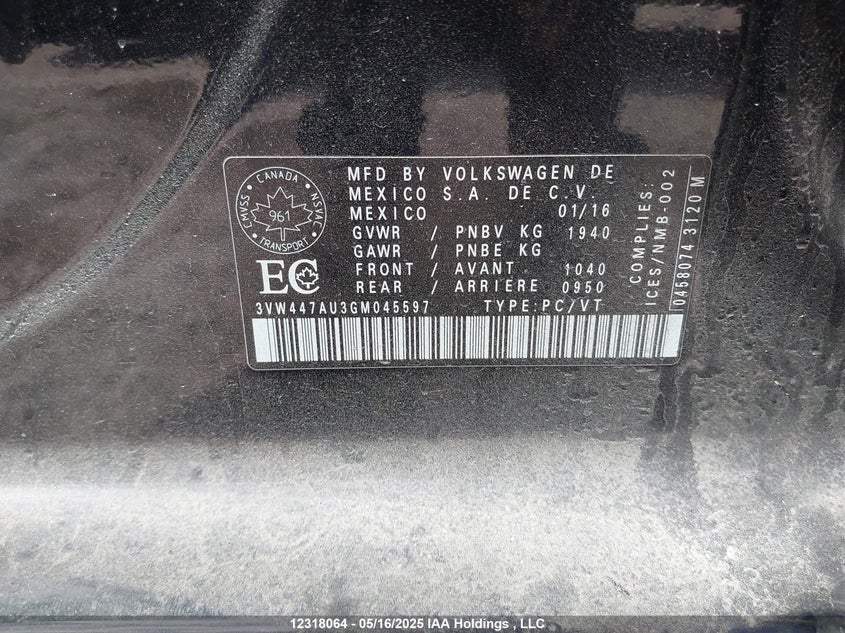 CANADA
CMVSS
NSVAC
961
TRANSPORT
EC
MFD BY VOLKSWAGEN DE
MEXICO S.A. DE C.V.
MEXICO 01/16
GVWR / PNBV KG 1940
GAWR / PNBE KG
FRONT / AVANT 1040
REAR / ARRIERE 0950
3VW447AU3GM045597 TYPE:PC/VT
COMPLIES:
ICES/NMB-002
10458074 3120 M
12318064 - 05/16/2025 IAA Holdings , LLC